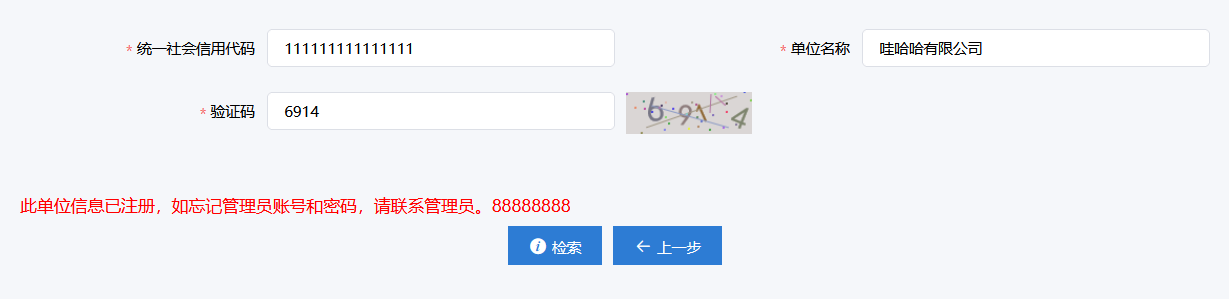 * 统一社会信用代码 111111111111111 * 单位名称 哇哈哈有限公司
* 验证码 6914 6914
此单位信息已注册，如忘记管理员账号和密码，请联系管理员。88888888
检索 上一步